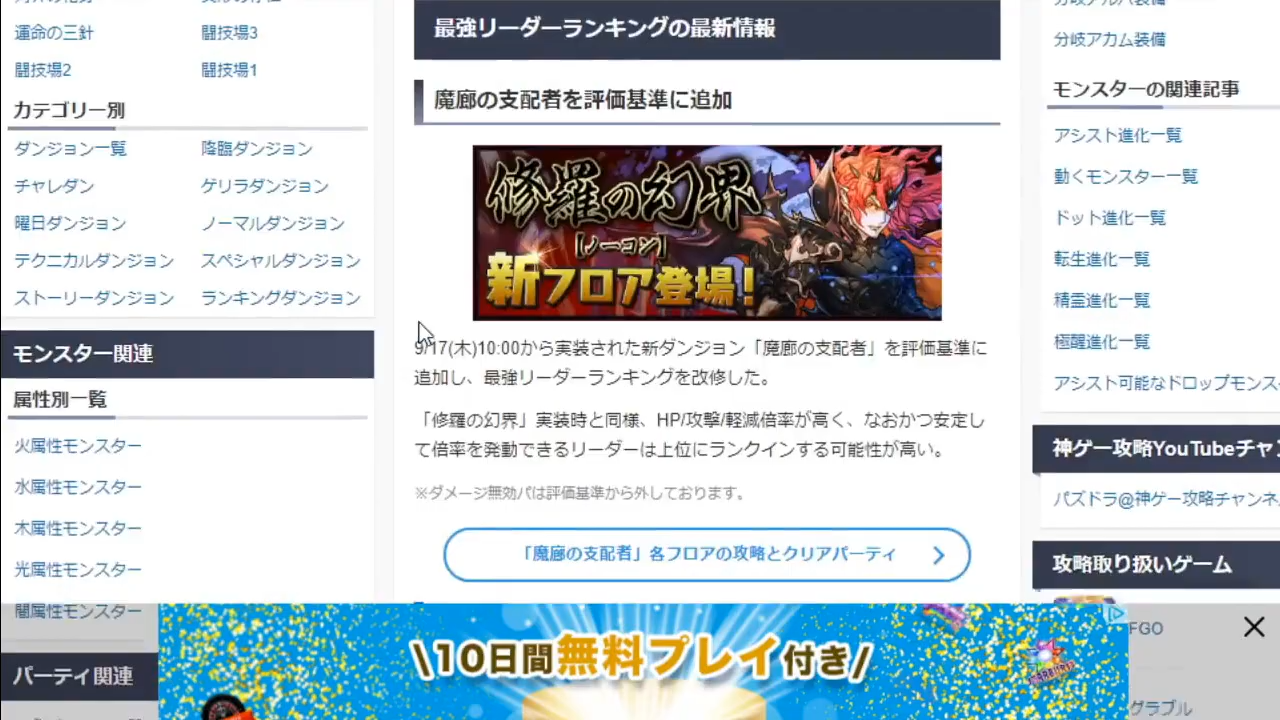 運命の三針
闘技場3
闘技場2
闘技場1
カテゴリー別
ダンジョン一覧
降臨ダンジョン
チャレダン
ゲリラダンジョン
曜日ダンジョン
ノーマルダンジョン
テクニカルダンジョン
スペシャルダンジョン
ストーリーダンジョン
ランキングダンジョン
モンスター関連
属性別一覧
火属性モンスター
水属性モンスター
木属性モンスター
光属性モンスター
闇属性モンスター
パーティ関連
最強リーダーランキングの最新情報
魔廊の支配者を評価基準に追加
修羅の幻界
【ノーコン】
新フロア登場!
9/17(木)10:00から実装された新ダンジョン「魔廊の支配者」を評価基準に
追加し、最強リーダーランキングを改修した。
「修羅の幻界」実装時と同様、HP/攻撃/軽減倍率が高く、なおかつ安定し
て倍率を発動できるリーダーは上位にランクインする可能性が高い。
※ダメージ無効パは評価基準から外しております。
「魔廊の支配者」各フロアの攻略とクリアパーティ
分岐アカム装備
モンスターの関連記事
アシスト進化一覧
動くモンスター一覧
ドット進化一覧
転生進化一覧
精霊進化一覧
極醒進化一覧
アシスト可能なドロップモンス
神ゲー攻略YouTubeチャン
パズドラ@神ゲー攻略チャンネ
攻略取り扱いゲーム
FGO
グラブル
\10日間無料プレイ付き/